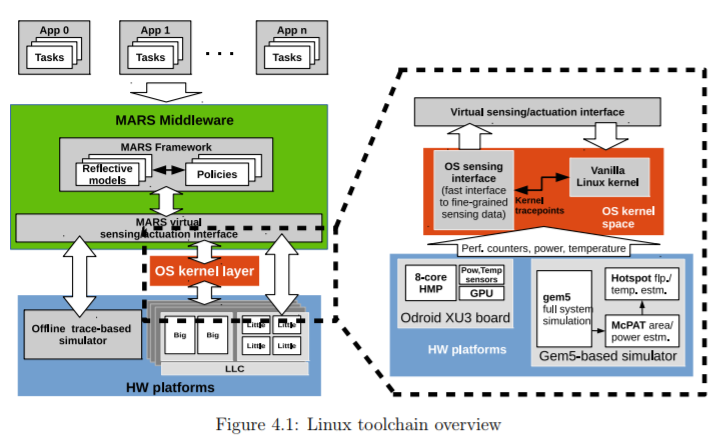 App 0
Tasks
App 1
Tasks
. . .
App n
Tasks
MARS Middleware
MARS Framework
Reflective
models
Policies
MARS virtual
sensing/actuation interface
OS kernel layer
Offline trace-based
simulator
Big
Big
Little
Little
Little
Little
LLC
HW platforms
Virtual sensing/actuation interface
OS sensing
interface
(fast interface
to fine-grained
sensing data)
Kernel
tracepoints
Vanilla
Linux kernel
OS kernel
space
Perf. counters, power, temperature
8-core
HMP
Pow,Temp
sensors
GPU
Odroid XU3 board
HW platforms
gem5
full system
simulation
Hotspot flp./
temp. estm.
McPAT area/
power estm.
Gem5-based simulator
Figure 4.1: Linux toolchain overview